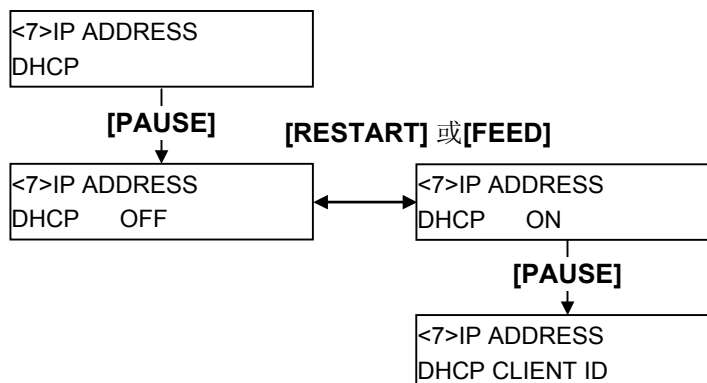 <7>IP ADDRESS
DHCP
[PAUSE]
[RESTART] 或[FEED]
<7>IP ADDRESS
DHCP OFF
<7>IP ADDRESS
DHCP ON
[PAUSE]
<7>IP ADDRESS
DHCP CLIENT ID